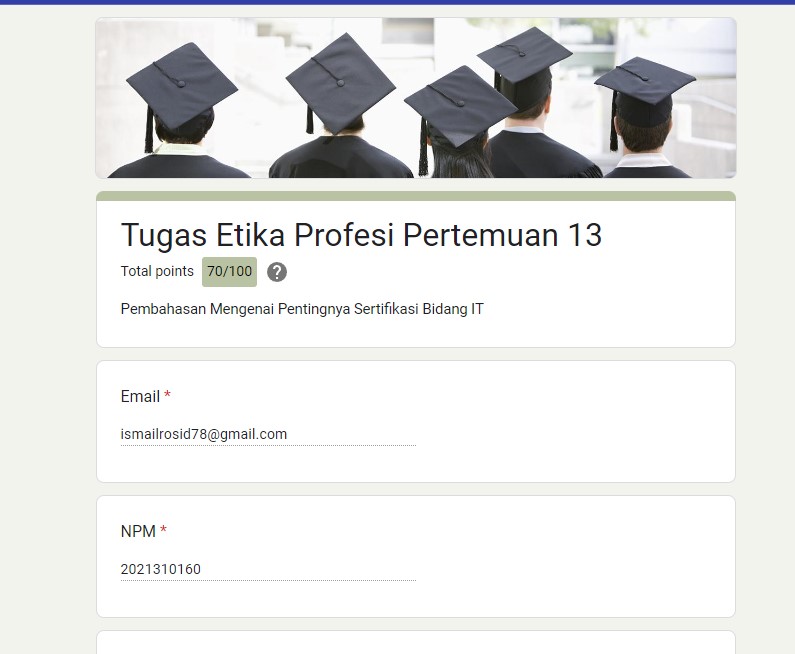 Tugas Etika Profesi Pertemuan 13
Total points 70/100 ?
Pembahasan Mengenai Pentingnya Sertifikasi Bidang IT
Email *
ismailrosid78@gmail.com
NPM *
2021310160